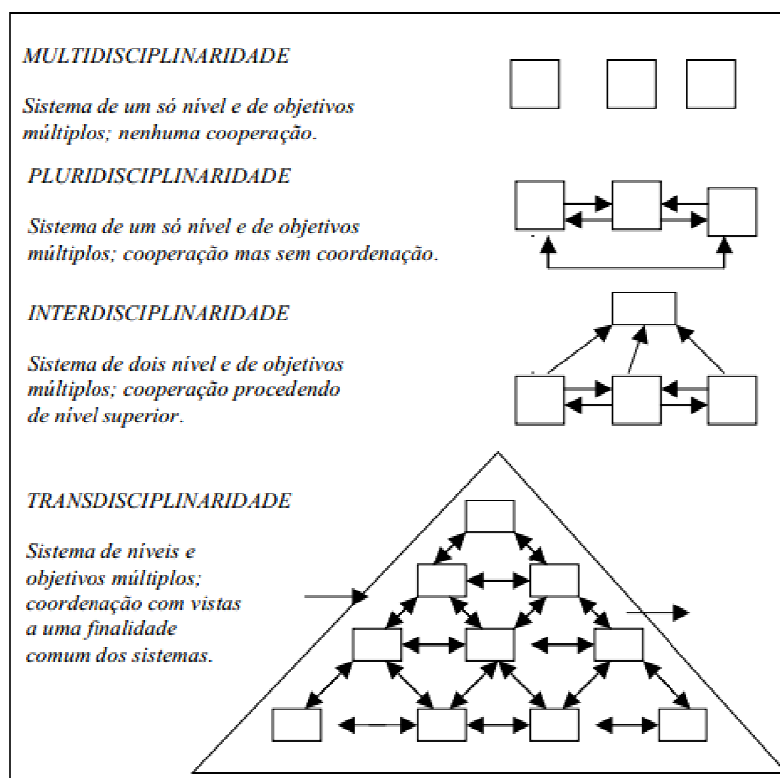 MULTIDISCIPLINARIDADE
Sistema de um só nível e de objetivos
múltiplos; nenhuma cooperação.
PLURIDISCIPLINARIDADE
Sistema de um só nível e de objetivos
múltiplos; cooperação mas sem coordenação.
INTERDISCIPLINARIDADE
Sistema de dois nível e de objetivos
múltiplos; cooperação procedendo
de nível superior.
TRANSDISCIPLINARIDADE
Sistema de níveis e
objetivos múltiplos;
coordenação com vistas
a uma finalidade
comum dos sistemas.